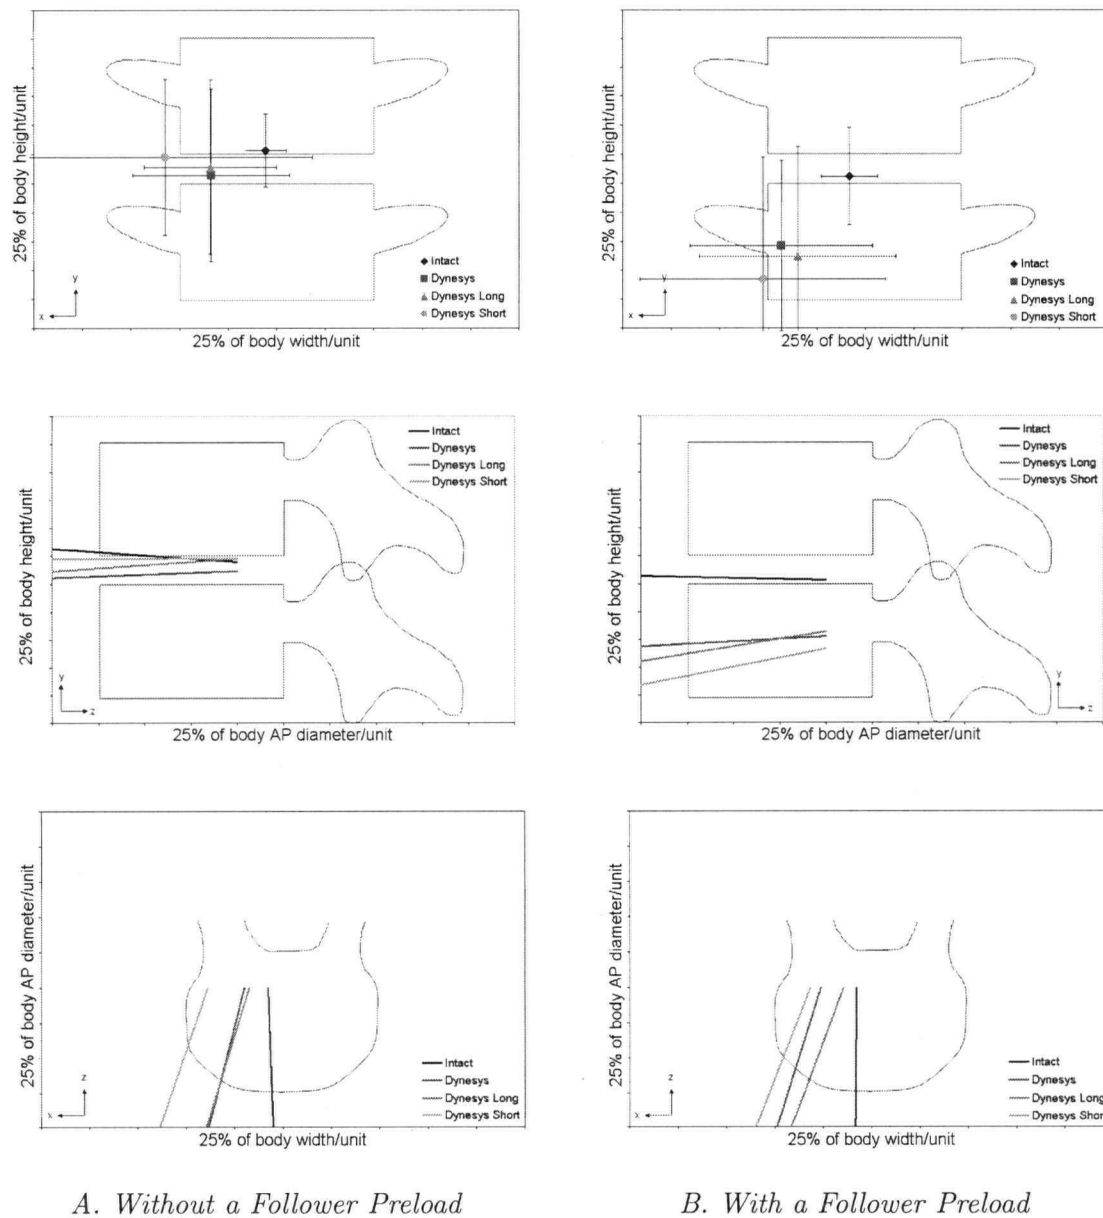 25% of body height/unit
Intact
Dynesys
Dynesys Long
Dynesys Short
y
x
25% of body width/unit
25% of body height/unit
Intact
Dynesys
Dynesys Long
Dynesys Short
y
x
25% of body width/unit
25% of body height/unit
Intact
Dynesys
Dynesys Long
Dynesys Short
y
z
25% of body AP diameter/unit
25% of body height/unit
Intact
Dynesys
Dynesys Long
Dynesys Short
y
z
25% of body AP diameter/unit
25% of body AP diameter/unit
Intact
Dynesys
Dynesys Long
Dynesys Short
z
x
25% of body width/unit
25% of body AP diameter/unit
Intact
Dynesys
Dynesys Long
Dynesys Short
z
x
25% of body width/unit
A. Without a Follower Preload
B. With a Follower Preload